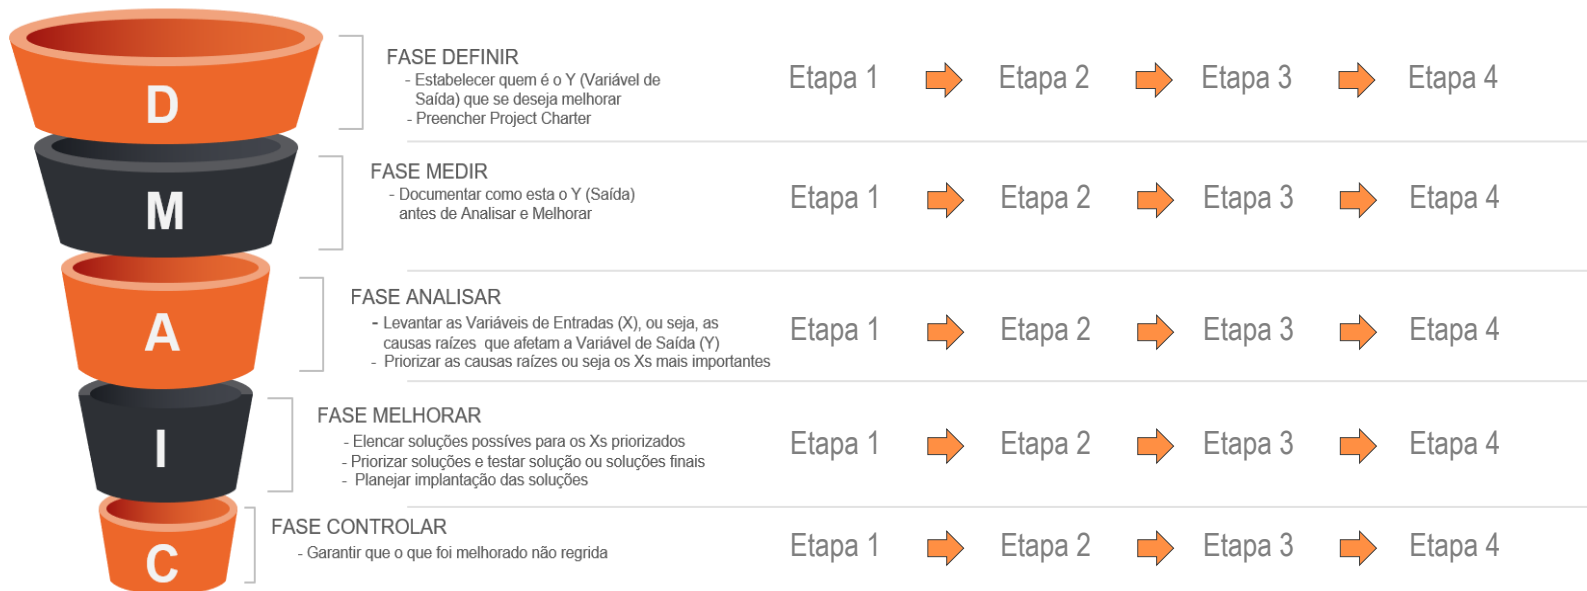 D
FASE DEFINIR
- Estabelecer quem é o Y (Variável de
Saída) que se deseja melhorar
- Preencher Project Charter
Etapa 1 Etapa 2 Etapa 3 Etapa 4
M
FASE MEDIR
- Documentar como esta o Y (Saída)
antes de Analisar e Melhorar
Etapa 1 Etapa 2 Etapa 3 Etapa 4
A
FASE ANALISAR
- Levantar as Variáveis de Entradas (X), ou seja, as
causas raízes que afetam a Variável de Saída (Y)
- Priorizar as causas raízes ou seja os Xs mais importantes
Etapa 1 Etapa 2 Etapa 3 Etapa 4
I
FASE MELHORAR
- Elencar soluções possíves para os Xs priorizados
- Priorizar soluções e testar solução ou soluções finais
- Planejar implantação das soluções
Etapa 1 Etapa 2 Etapa 3 Etapa 4
C
FASE CONTROLAR
- Garantir que o que foi melhorado não regrida
Etapa 1 Etapa 2 Etapa 3 Etapa 4